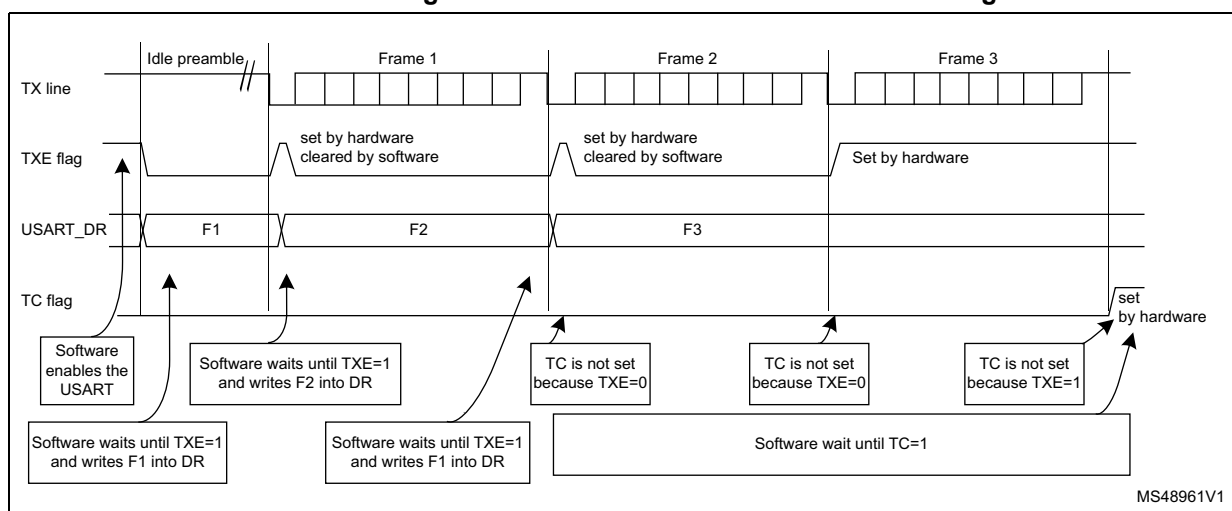 Idle preamble
Frame 1
Frame 2
Frame 3
TX line
TXE flag
set by hardware
cleared by software
set by hardware
cleared by software
Set by hardware
USART_DR
F1
F2
F3
TC flag
set
by hardware
Software
enables the
USART
Software waits until TXE=1
and writes F2 into DR
TC is not set
because TXE=0
TC is not set
because TXE=0
TC is not set
because TXE=1
Software waits until TXE=1
and writes F1 into DR
Software waits until TXE=1
and writes F1 into DR
Software wait until TC=1
MS48961V1